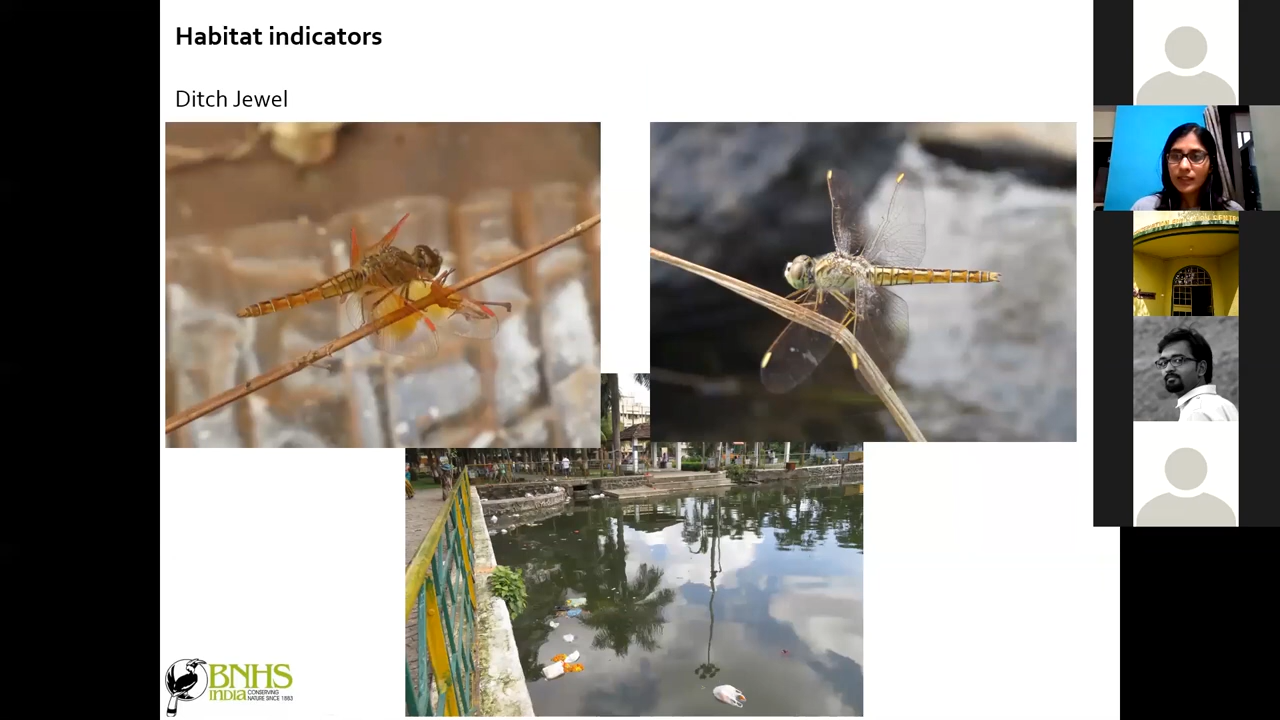 Habitat indicators
Ditch Jewel
BNHS
INDIA
CONSERVING
NATURE SINCE 1883